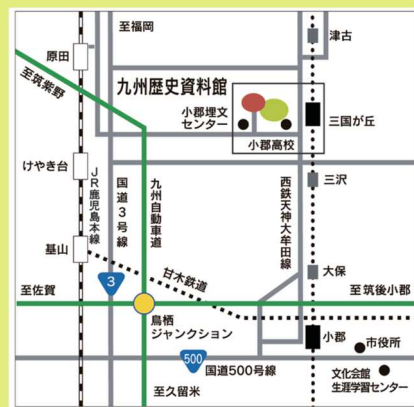 至福岡
津古
原田
至筑紫野
九州歴史資料館
小郡埋文
センター
三国が丘
小郡高校
けやき台
JR鹿児島本線
国道3号線
九州自動車道
西鉄天神大牟田線
三沢
基山
甘木鉄道
大保
3
至佐賀
至筑後小郡
鳥栖
ジャンクション
小郡
市役所
500
国道500号線
文化会館
生涯学習センター
至久留米